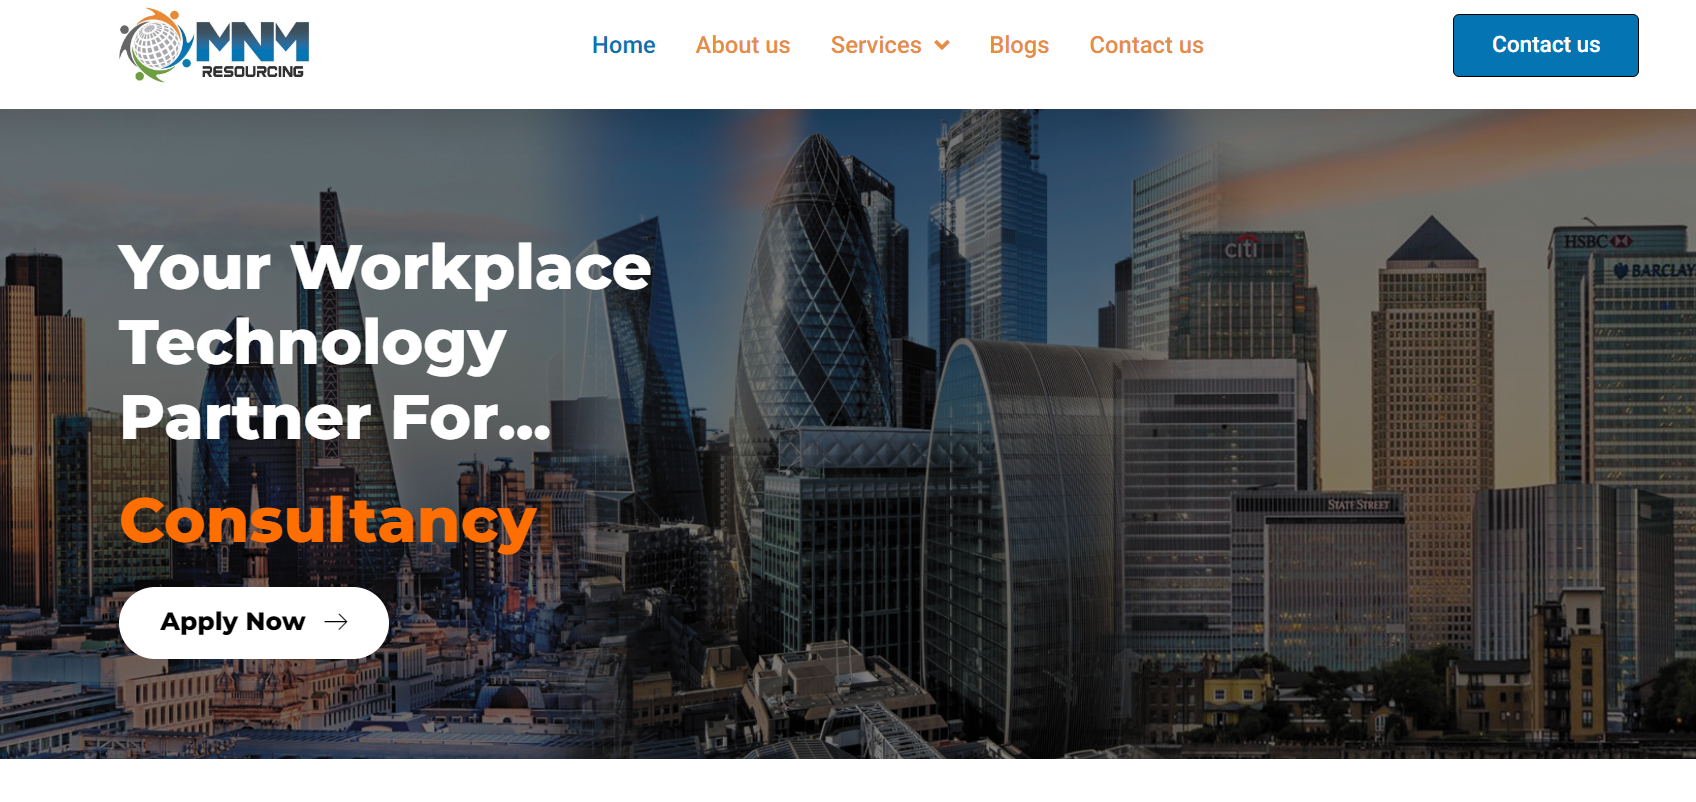 MNM
RESOURCING
Home
About us
Services
Blogs
Contact us
Contact us
Your Workplace
Technology
Partner For...
Consultancy
Apply Now
citi
HSBC
BARCLAY
STATE STREET